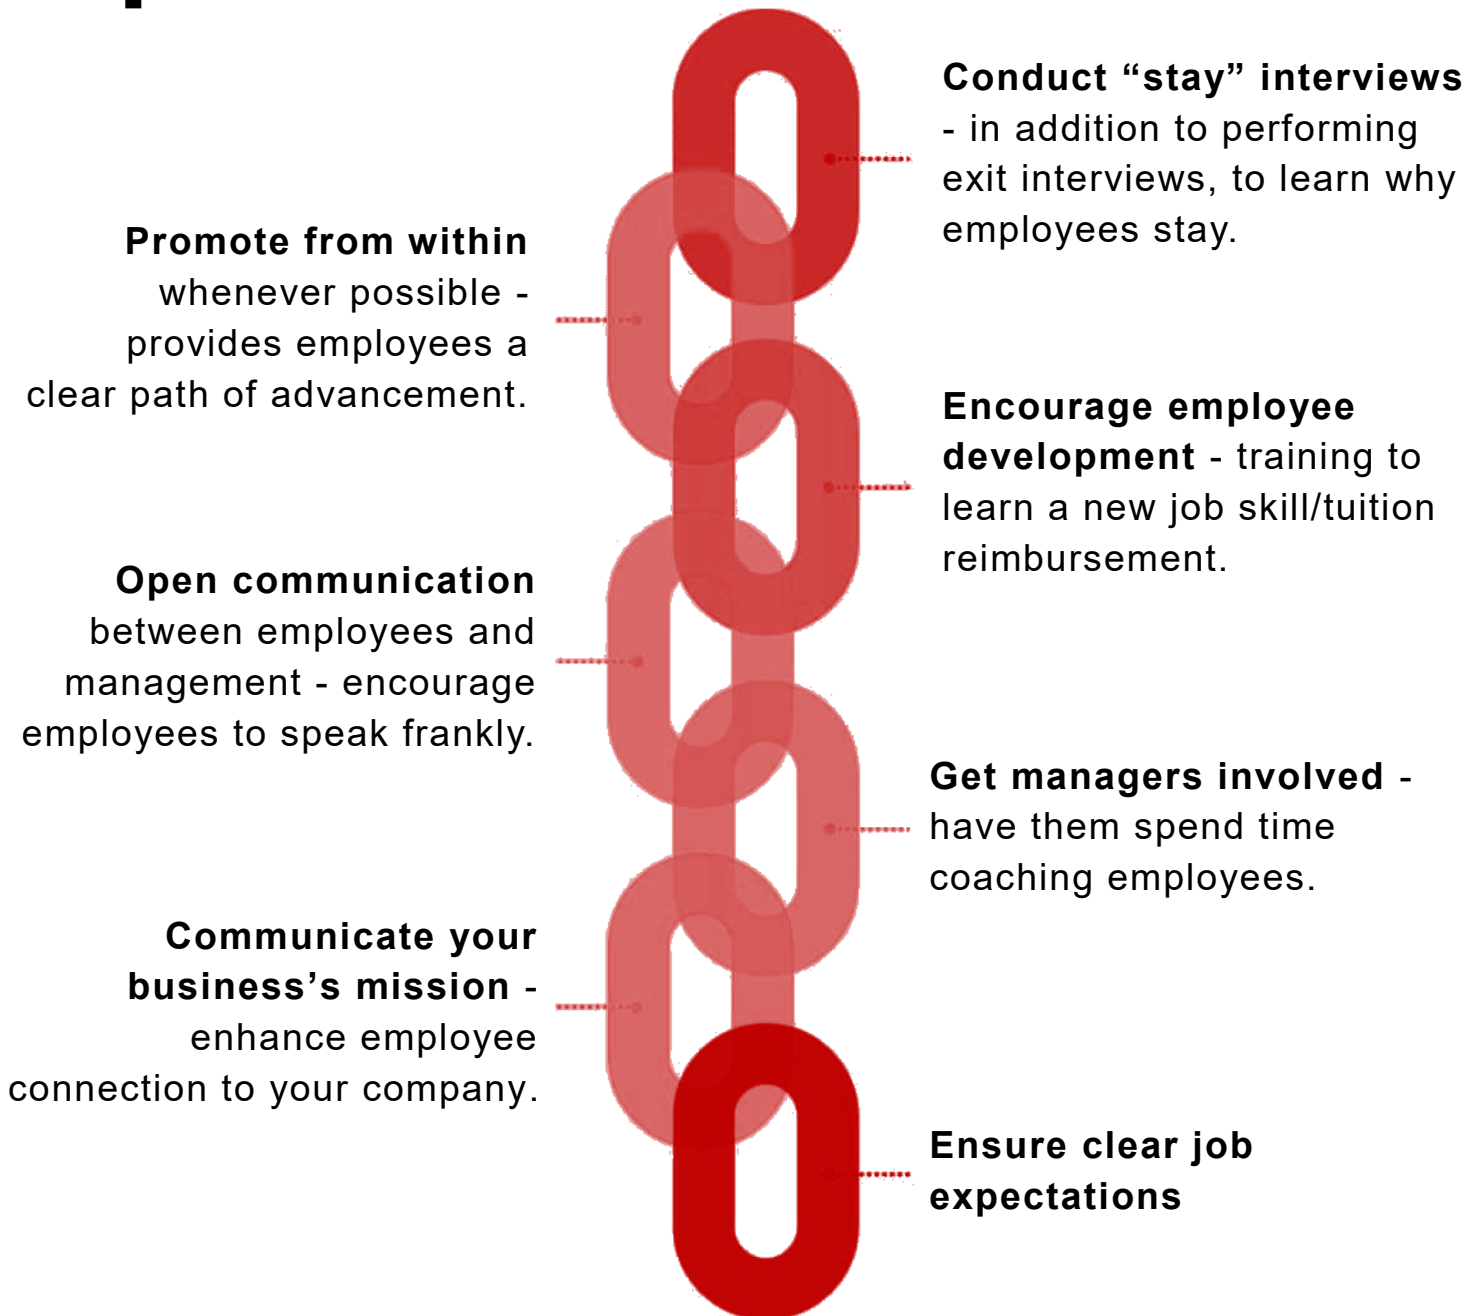 Conduct “stay” interviews
- in addition to performing
exit interviews, to learn why
employees stay.
Promote from within
whenever possible -
provides employees a
clear path of advancement.
Encourage employee
development - training to
learn a new job skill/tuition
reimbursement.
Open communication
between employees and
management - encourage
employees to speak frankly.
Get managers involved -
have them spend time
coaching employees.
Communicate your
business’s mission -
enhance employee
connection to your company.
Ensure clear job
expectations